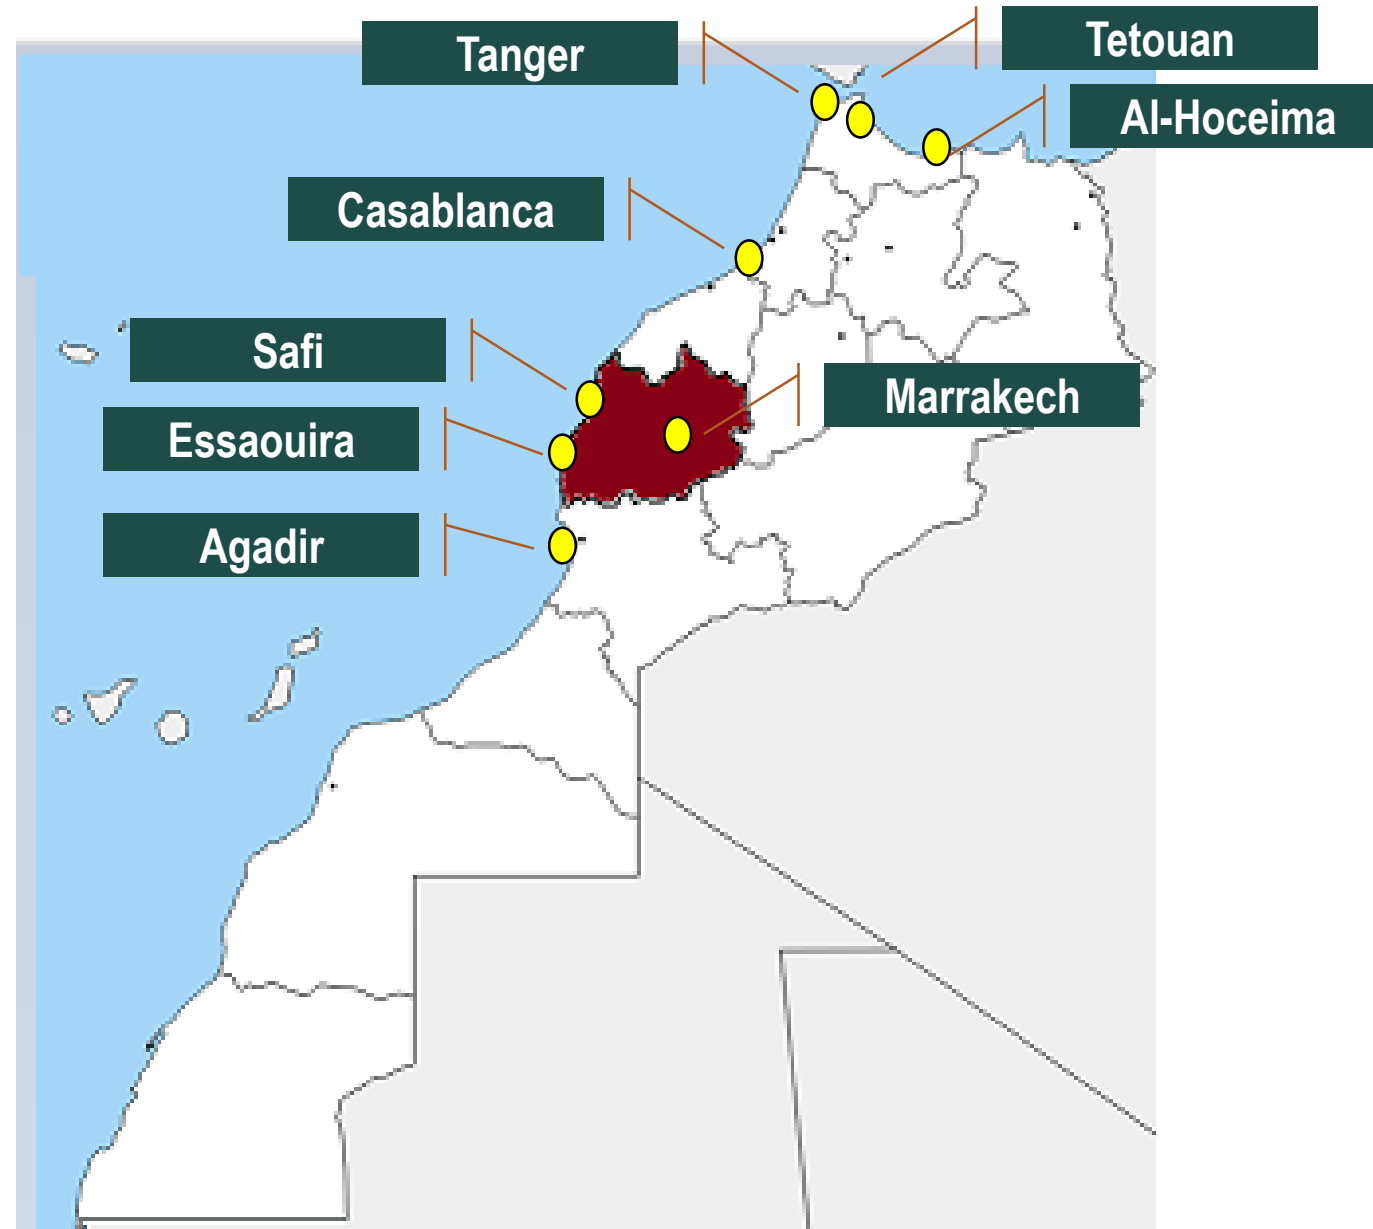 Tanger
Tetouan
Al-Hoceima
Casablanca
Safi
Marrakech
Essaouira
Agadir